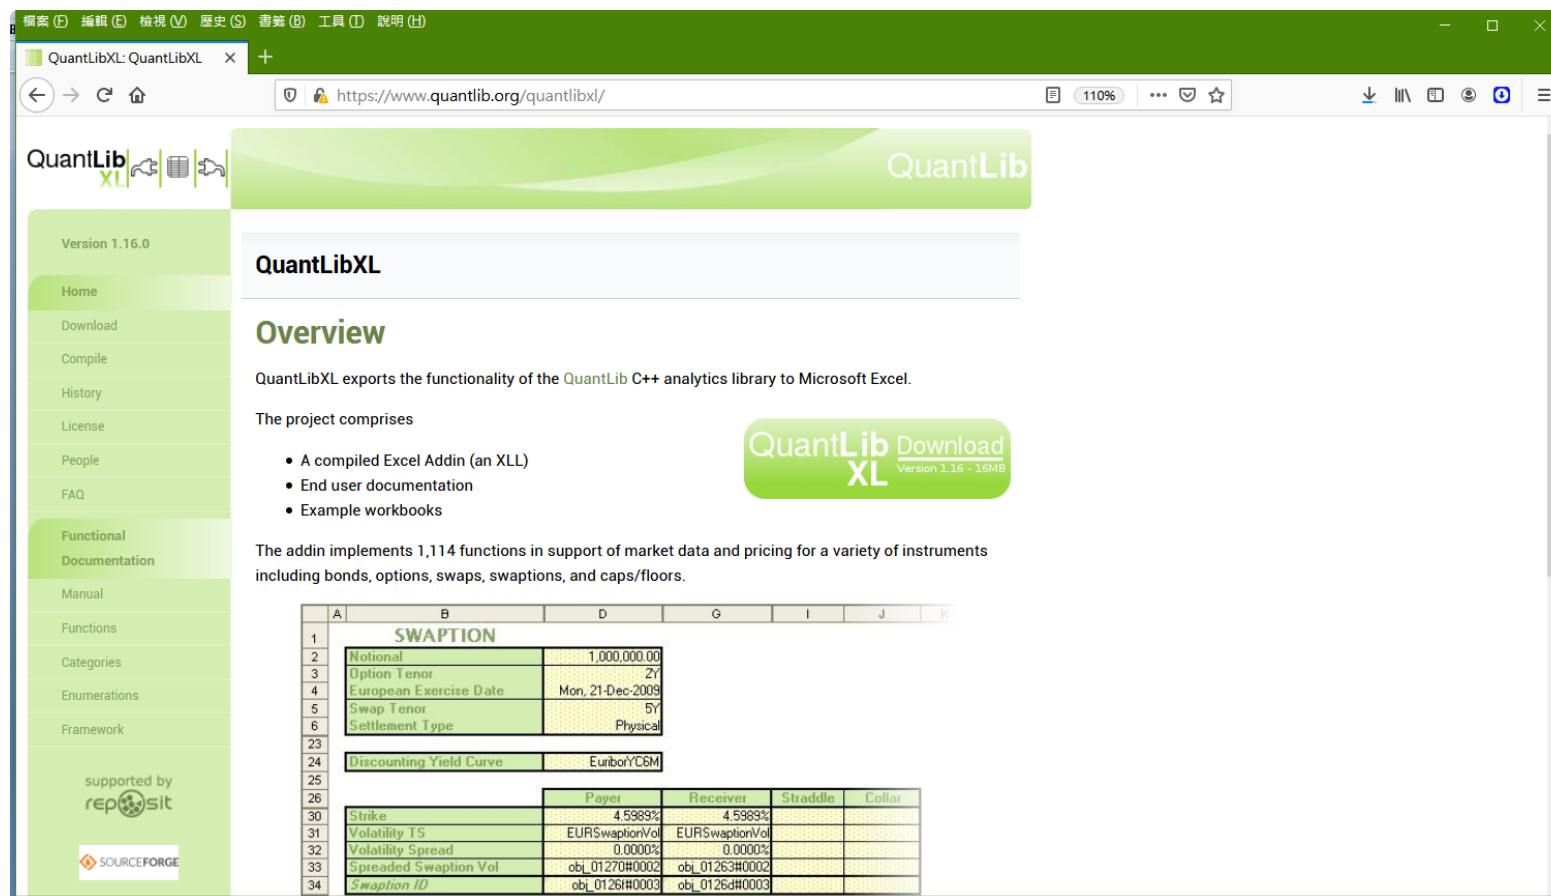 檔案(F) 編輯(E) 檢視(V) 歷史(S) 書籤(B) 工具(T) 說明(H)
QuantLibXL: QuantLibXL
https://www.quantlib.org/quantlibxl/
110%
QuantLib
XL
QuantLib
Version 1.16.0
Home
Download
Compile
History
License
People
FAQ
Functional
Documentation
Manual
Functions
Categories
Enumerations
Framework
supported by
reposit
SOURCEFORGE
QuantLibXL
Overview
QuantLibXL exports the functionality of the QuantLib C++ analytics library to Microsoft Excel.
The project comprises
• A compiled Excel Addin (an XLL)
• End user documentation
• Example workbooks
QuantLib Download
XL Version 1.16 - 16MB
The addin implements 1,114 functions in support of market data and pricing for a variety of instruments
including bonds, options, swaps, swaptions, and caps/floors.
A B D G I J K
1 SWAPTION
2 Notional 1,000,000.00
3 Option Tenor 2Y
4 European Exercise Date Mon, 21-Dec-2009
5 Swap Tenor 5Y
6 Settlement Type Physical
23
24 Discounting Yield Curve EuriborYC6M
25
26 Payer Receiver Straddle Collar
30 Strike 4.5989% 4.5989%
31 Volatility TS EURSwaptionVol EURSwaptionVol
32 Volatility Spread 0.0000% 0.0000%
33 Spreaded Swaption Vol obj_01270#0002 obj_01263#0002
34 Swaption ID obj_0126f#0003 obj_0126d#0003